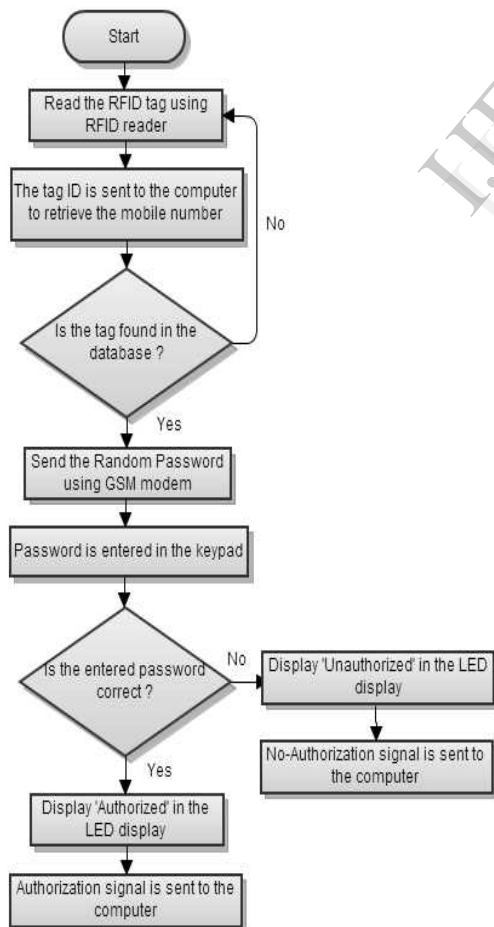 Start
Read the RFID tag using
RFID reader
The tag ID is sent to the computer
to retrieve the mobile number
No
Is the tag found in the
database ?
Yes
Send the Random Password
using GSM modem
Password is entered in the keypad
Is the entered password
correct ?
No
Display 'Unauthorized' in the LED
display
No-Authorization signal is sent to
the computer
Yes
Display 'Authorized' in the
LED display
Authorization signal is sent to the
computer